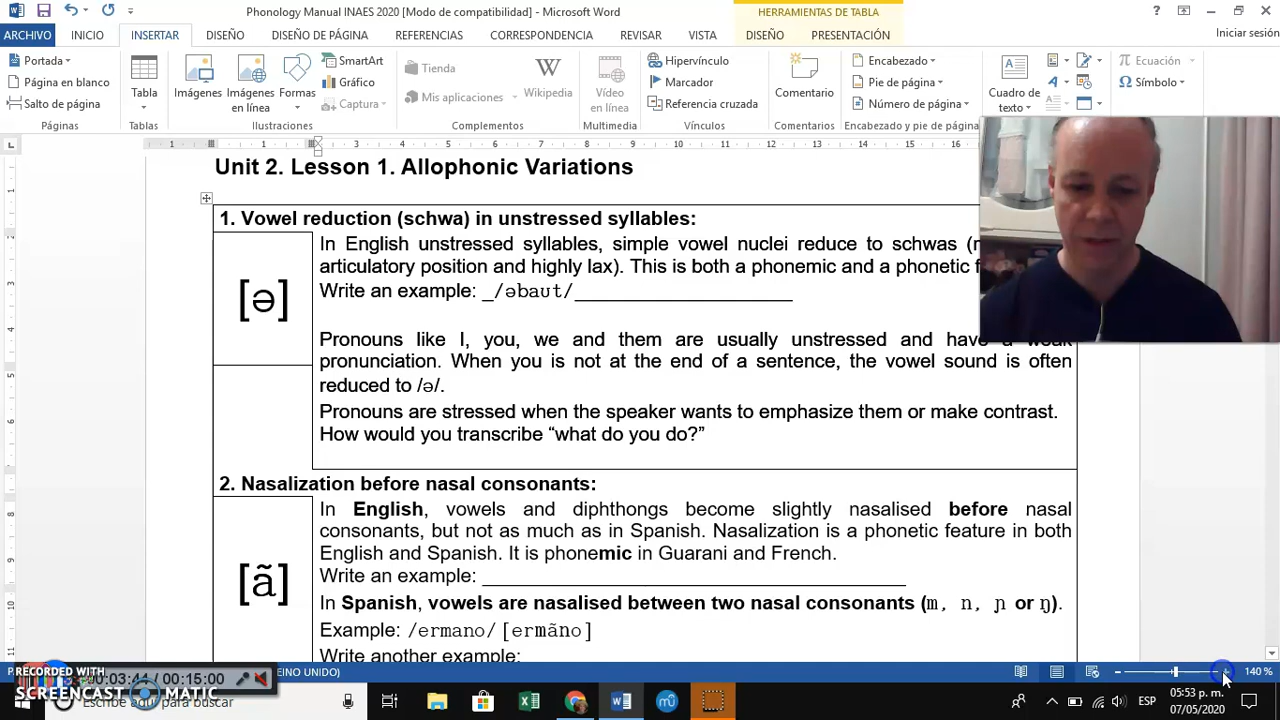 Phonology Manual INAES 2020 [Modo de compatibilidad] - Microsoft Word
HERRAMIENTAS DE TABLA
ARCHIVO INICIO INSERTAR DISEÑO DISEÑO DE PÁGINA REFERENCIAS CORRESPONDENCIA REVISAR VISTA DISEÑO PRESENTACIÓN
Iniciar sesión
Portada
Página en blanco
Salto de página
Páginas
Tabla
Tablas
Imágenes
Imágenes en línea
Formas
SmartArt
Gráfico
Captura
Ilustraciones
Tienda
Mis aplicaciones
Wikipedia
Complementos
Vídeo en línea
Multimedia
Hipervínculo
Marcador
Referencia cruzada
Vínculos
Comentario
Comentarios
Encabezado
Pie de página
Número de página
Encabezado y pie de página
Cuadro de texto
Ecuación
Símbolo
Unit 2. Lesson 1. Allophonic Variations
1. Vowel reduction (schwa) in unstressed syllables:
[ə]
In English unstressed syllables, simple vowel nuclei reduce to schwas
articulatory position and highly lax). This is both a phonemic and a phonetic
Write an example: _/əbaʊt/____________________
Pronouns like I, you, we and them are usually unstressed and have a weak
pronunciation. When you is not at the end of a sentence, the vowel sound is often
reduced to /ə/.
Pronouns are stressed when the speaker wants to emphasize them or make contrast.
How would you transcribe “what do you do?”
2. Nasalization before nasal consonants:
[ã]
In English, vowels and diphthongs become slightly nasalised before nasal
consonants, but not as much as in Spanish. Nasalization is a phonetic feature in both
English and Spanish. It is phonemic in Guarani and French.
Write an example: ______________________________________
In Spanish, vowels are nasalised between two nasal consonants (m, n, ɲ or ŋ).
Example: /ermano/ [ermãno]
Write another example:
EINO UNIDO)
140 %
RECORDED WITH
00:03:44 / 00:15:00
SCREENCAST MATIC
Escribe aquí para buscar
ESP
05:53 p. m.
07/05/2020